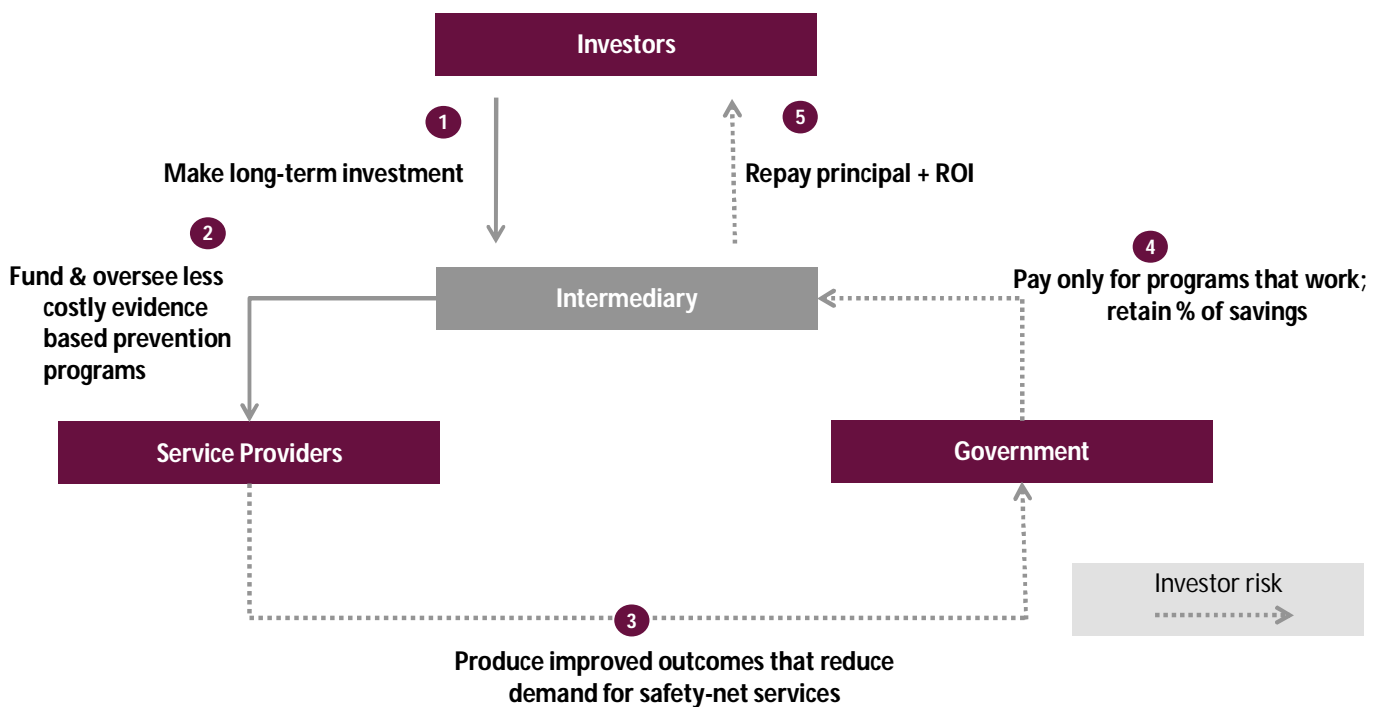 Investors
1
Make long-term investment
5
Repay principal + ROI
2
Fund & oversee less
costly evidence
based prevention
programs
Intermediary
4
Pay only for programs that work;
retain % of savings
Service Providers
Government
3
Produce improved outcomes that reduce
demand for safety-net services
Investor risk